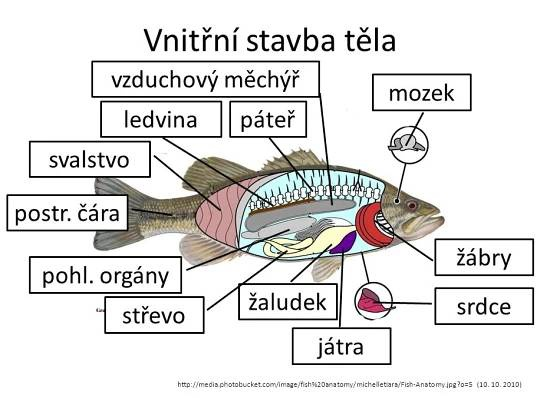 Vnitřní stavba těla
vzduchový měchýř
mozek
ledvina
páteř
svalstvo
postr. čára
žábry
pohl. orgány
žaludek
srdce
střevo
játra
http://media.photobucket.com/image/fish%20anatomy/michelletiara/Fish-Anatomy.jpg?o=5 (10. 10. 2010)